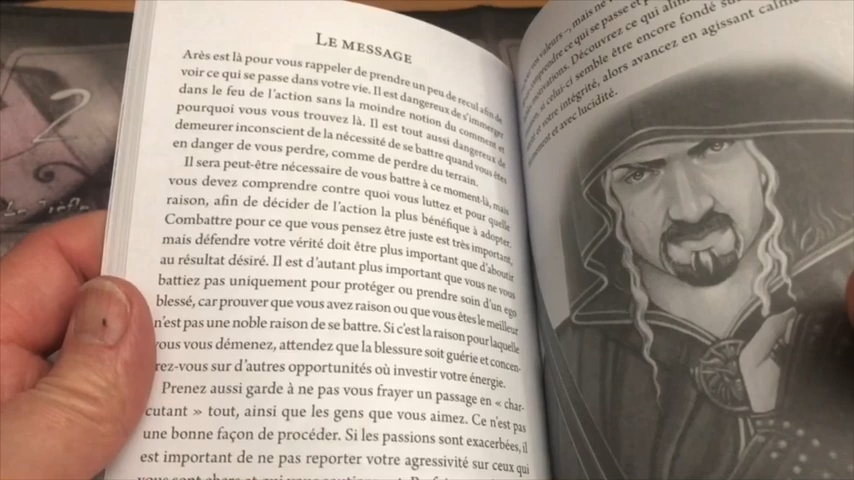 LE MESSAGE
Arès est là pour vous rappeler de prendre un peu de recul afin de
voir ce qui se passe dans votre vie. Il est dangereux de s'immerger
dans le feu de l'action sans la moindre notion du comment et
pourquoi vous vous trouvez là. Il est tout aussi dangereux de
demeurer inconscient de la nécessité de se battre quand vous êtes
en danger de vous perdre, comme de perdre du terrain.
Il sera peut-être nécessaire de vous battre à ce moment-là, mais
vous devez comprendre contre quoi vous luttez et pour quelle
raison, afin de décider de l'action la plus bénéfique à adopter.
Combattre pour ce que vous pensez être juste est très important,
mais défendre votre vérité doit être plus important que d'aboutir
au résultat désiré. Il est d'autant plus important que vous ne vous
battiez pas uniquement pour protéger ou prendre soin d'un ego
blessé, car prouver que vous avez raison ou que vous êtes le meilleur
n'est pas une noble raison de se battre. Si c'est la raison pour laquelle
vous vous démenez, attendez que la blessure soit guérie et concen-
rez-vous sur d'autres opportunités où investir votre énergie.
Prenez aussi garde à ne pas vous frayer un passage en « char-
cutant » tout, ainsi que les gens que vous aimez. Ce n'est pas
une bonne façon de procéder. Si les passions sont exacerbées, il
est important de ne pas reporter votre agressivité sur ceux qui
vos valeurs –, mais ne
comprendre ce qui se passe et p
motivations. Découvrez ce qui alim
si celui-ci semble être encore fondé su
et votre intégrité, alors avancez en agissant calm
et avec lucidité.
2